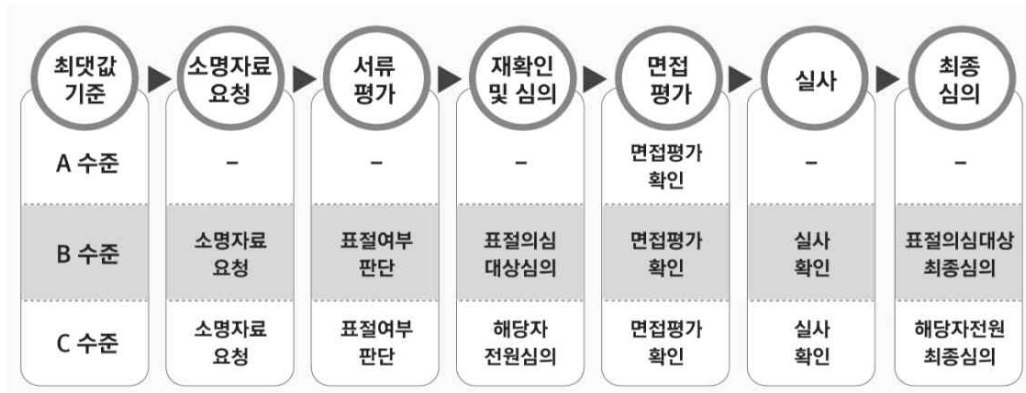 최댓값
기준
소명자료
요청
서류
평가
재확인
및 심의
면접
평가
실사
최종
심의
A 수준
–
–
–
면접평가
확인
–
–
B 수준
소명자료
요청
표절여부
판단
표절의심
대상심의
면접평가
확인
실사
확인
표절의심대상
최종심의
C 수준
소명자료
요청
표절여부
판단
해당자
전원심의
면접평가
확인
실사
확인
해당자전원
최종심의